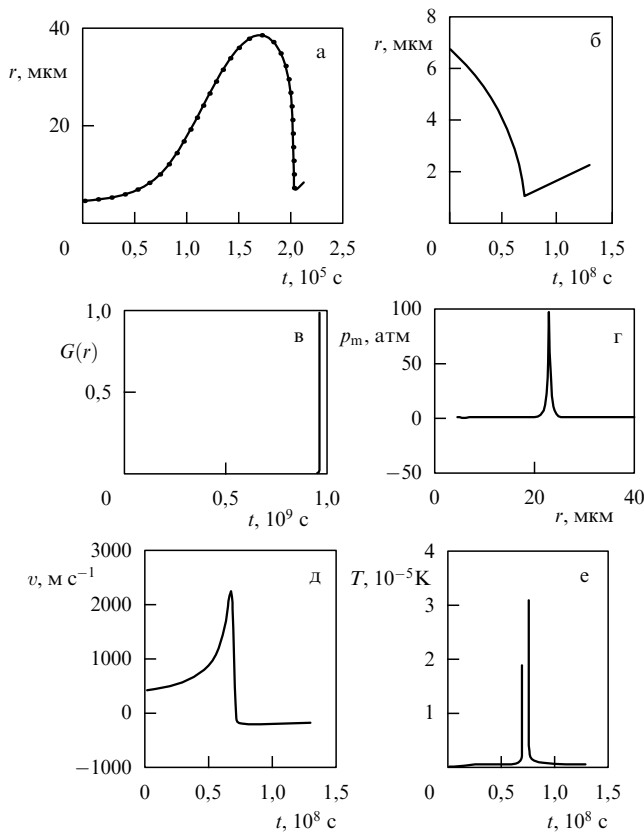 40
r, мкм
20
0
0,5
1,0
1,5
2,0
2,5
t, 10⁵ с
а
8
r, мкм
6
4
2
0
0,5
1,0
1,5
t, 10⁸ с
б
1,0
G(r)
0,5
0
0,5
1,0
t, 10⁹ с
в
100
pₘ, атм
50
0
−50
0
20
40
r, мкм
г
3000
v, м с⁻¹
2000
1000
0
−1000
0
0,5
1,0
1,5
t, 10⁸ с
д
4
T, 10⁻⁵K
3
2
1
0
0,5
1,0
1,5
t, 10⁸ с
е